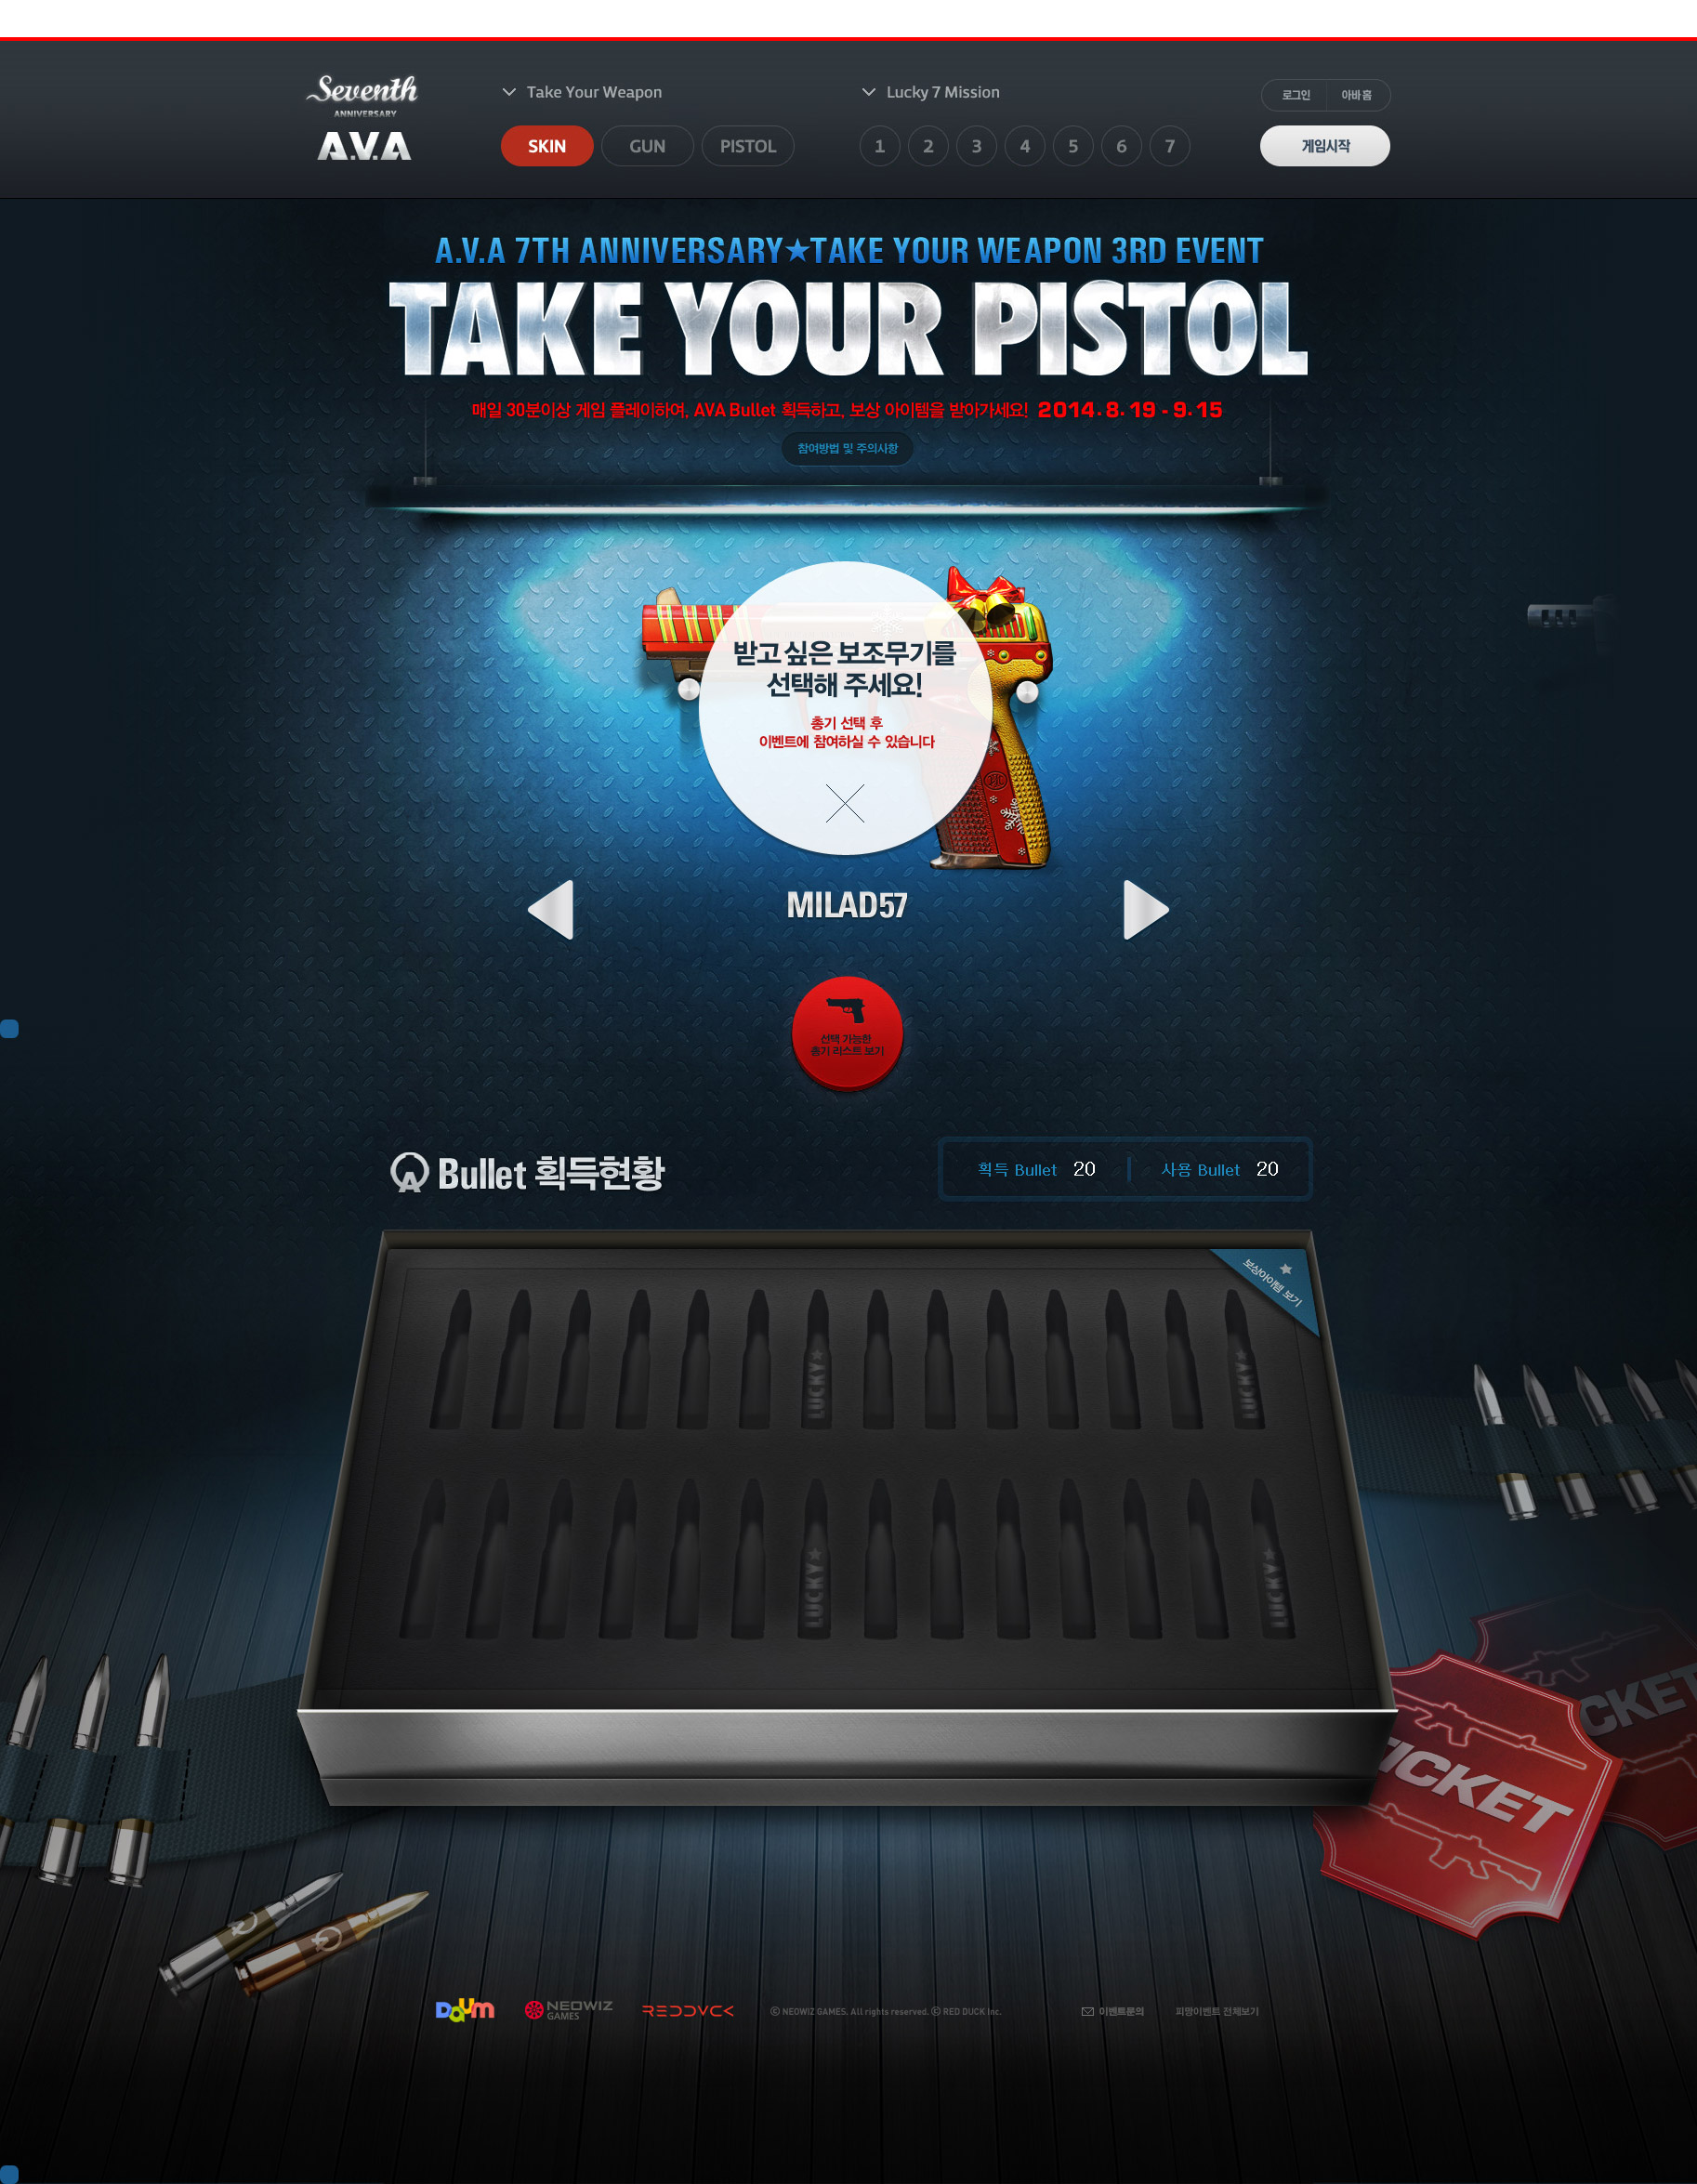 Seventh
ANNIVERSARY
A.V.A
Take Your Weapon
SKIN
GUN
PISTOL
Lucky 7 Mission
1 2 3 4 5 6 7
로그인
아바홈
게임시작
A.V.A 7TH ANNIVERSARY★TAKE YOUR WEAPON 3RD EVENT
TAKE YOUR PISTOL
매일 30분이상 게임 플레이하여, AVA Bullet 획득하고, 보상 아이템을 받아가세요! 2014.8.19 - 9.15
참여방법 및 주의사항
받고 싶은 보조무기를
선택해 주세요!
총기 선택 후
이벤트에 참여하실 수 있습니다
MILAD57
선택 가능한
총기 리스트 보기
Bullet 획득현황
획득 Bullet 20
사용 Bullet 20
보상아이템 보기
LUCKY★
LUCKY★
LUCKY★
LUCKY★
CKET
TICKET
Daum
NEOWIZ
GAMES
REDDUCK
ⓒ NEOWIZ GAMES. All rights reserved. ⓒ RED DUCK Inc.
이벤트문의
피망이벤트 전체보기